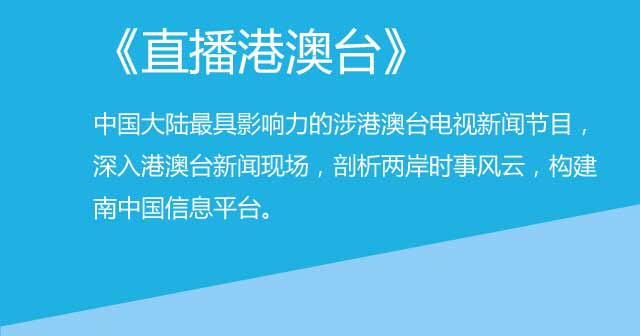 《直播港澳台》
中国大陆最具影响力的涉港澳台电视新闻节目，
深入港澳台新闻现场，剖析两岸时事风云，构建
南中国信息平台。